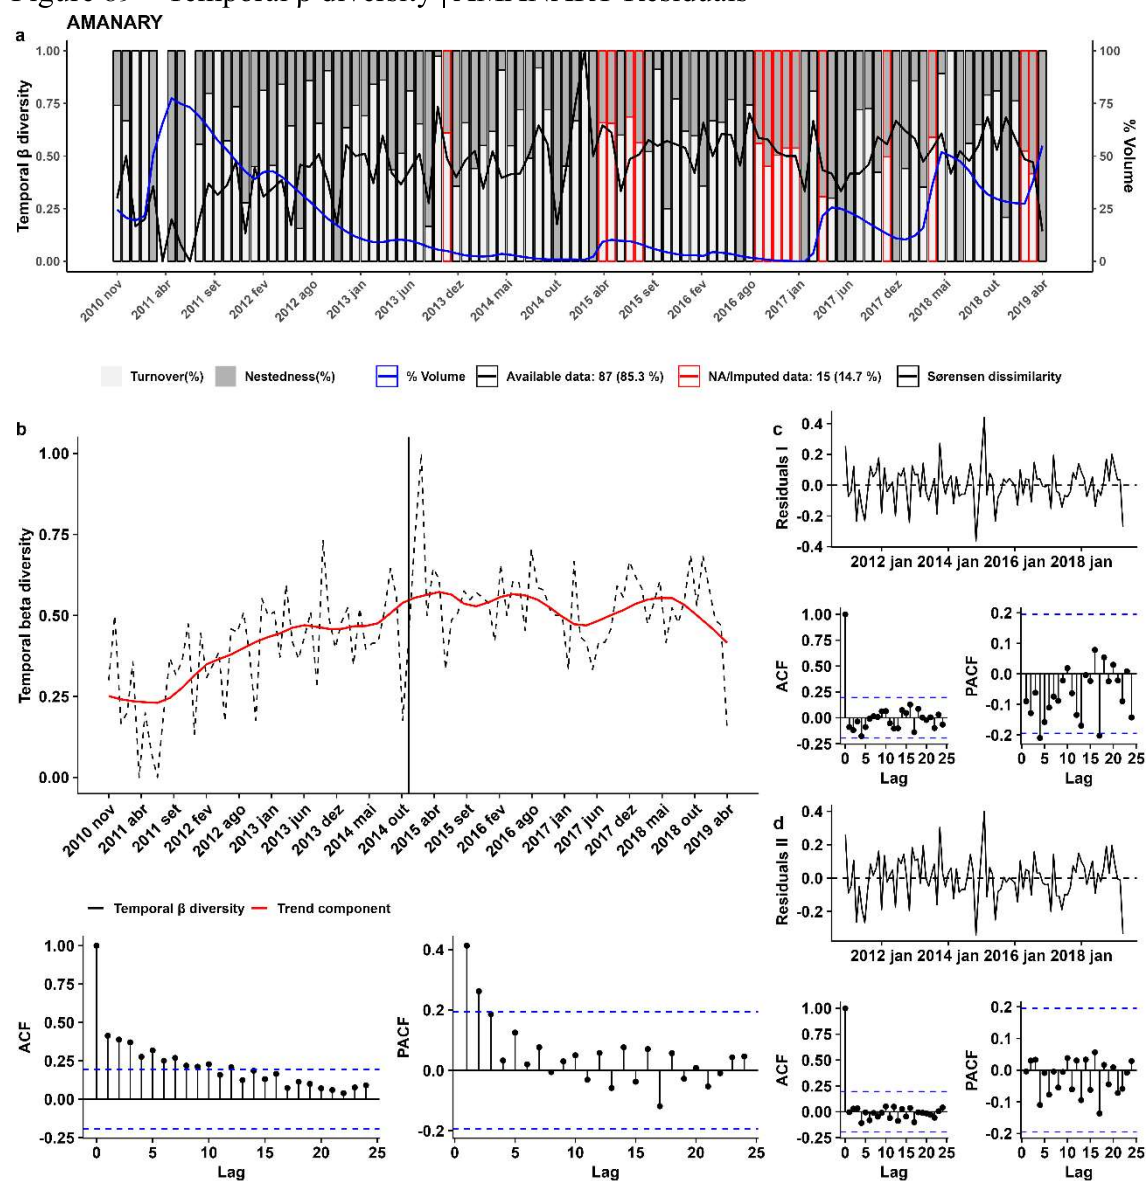 Figure 69 – Temporal β diversity | AMANARY Residuals
AMANARY
a
Temporal β diversity
1.00
0.75
0.50
0.25
0.00
100
75
50
25
0
% Volume
2010 nov
2011 abr
2011 set
2012 fev
2012 ago
2013 jan
2013 jun
2013 dez
2014 mai
2014 out
2015 abr
2015 set
2016 fev
2016 ago
2017 jan
2017 jun
2017 dez
2018 mai
2018 out
2019 abr
Turnover(%) Nestedness(%) % Volume Available data: 87 (85.3 %) NA/Imputed data: 15 (14.7 %) Sørensen dissimilarity
b
Temporal beta diversity
1.00
0.75
0.50
0.25
0.00
2010 nov
2011 abr
2011 set
2012 fev
2012 ago
2013 jan
2013 jun
2013 dez
2014 mai
2014 out
2015 abr
2015 set
2016 fev
2016 ago
2017 jan
2017 jun
2017 dez
2018 mai
2018 out
2019 abr
Temporal β diversity Trend component
ACF
1.00
0.75
0.50
0.25
0.00
-0.25
0 5 10 15 20 25
Lag
PACF
0.4
0.2
0.0
-0.2
0 5 10 15 20 25
Lag
c
Residuals I
0.4
0.2
0.0
-0.2
-0.4
2012 jan 2014 jan 2016 jan 2018 jan
ACF
1.00
0.75
0.50
0.25
0.00
-0.25
0 5 10 15 20 25
Lag
PACF
0.2
0.1
0.0
-0.1
-0.2
0 5 10 15 20 25
Lag
d
Residuals II
0.4
0.2
0.0
-0.2
2012 jan 2014 jan 2016 jan 2018 jan
ACF
1.00
0.75
0.50
0.25
0.00
-0.25
0 5 10 15 20 25
Lag
PACF
0.2
0.1
0.0
-0.1
-0.2
0 5 10 15 20 25
Lag